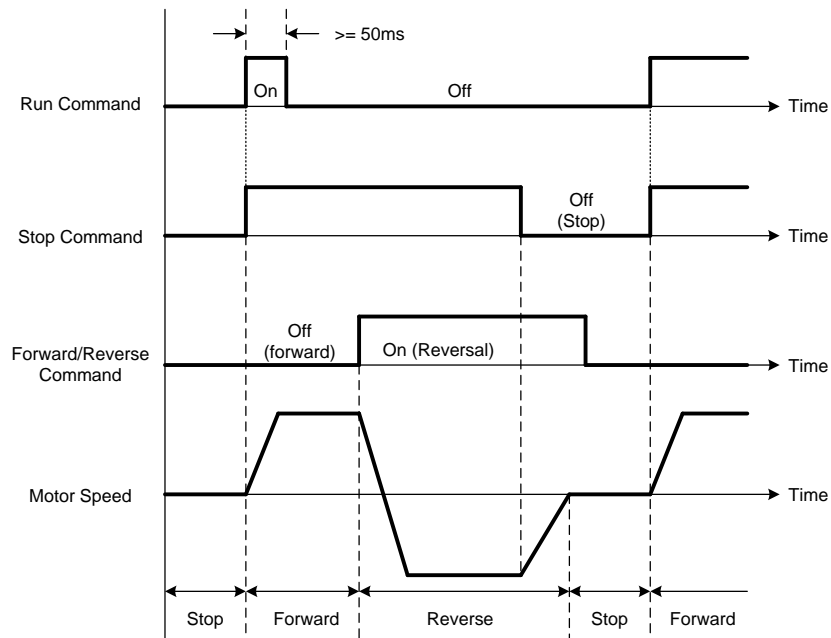 >= 50ms
On
Off
Run Command
Time
Off
(Stop)
Stop Command
Time
Off
(forward)
On (Reversal)
Forward/Reverse
Command
Time
Motor Speed
Time
Stop
Forward
Reverse
Stop
Forward